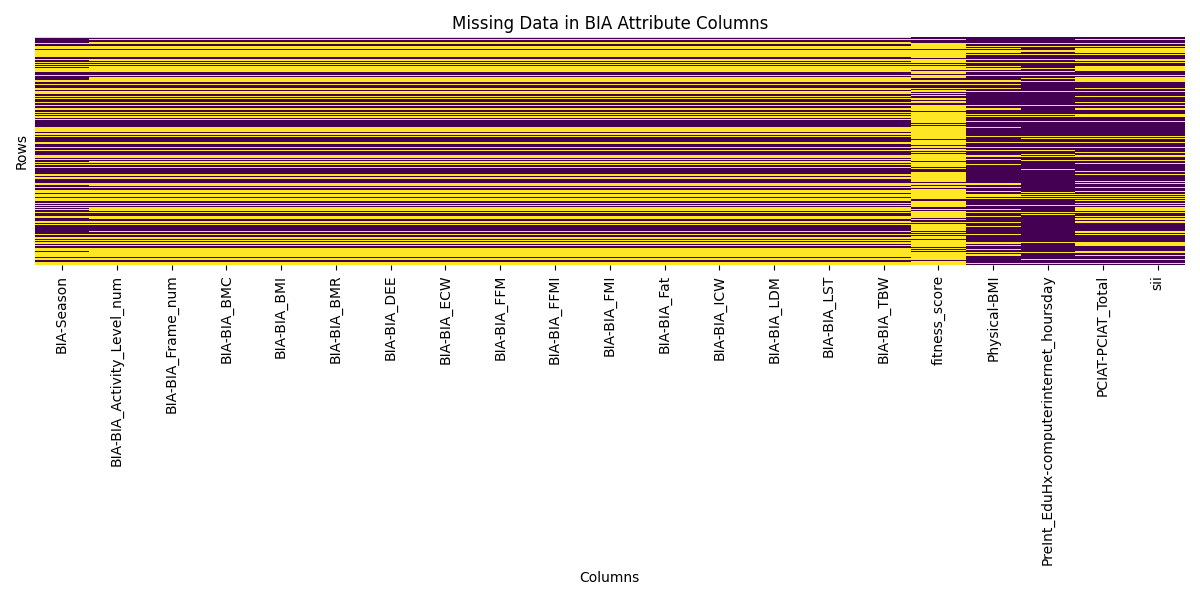 Missing Data in BIA Attribute Columns
Rows
BIA-Season
BIA-BIA_Activity_Level_num
BIA-BIA_Frame_num
BIA-BIA_BMC
BIA-BIA_BMI
BIA-BIA_BMR
BIA-BIA_DEE
BIA-BIA_ECW
BIA-BIA_FFM
BIA-BIA_FFMI
BIA-BIA_FMI
BIA-BIA_Fat
BIA-BIA_ICW
BIA-BIA_LDM
BIA-BIA_LST
BIA-BIA_TBW
fitness_score
Physical-BMI
PreInt_EduHx-computerinternet_hoursday
PCIAT-PCIAT_Total
sii
Columns